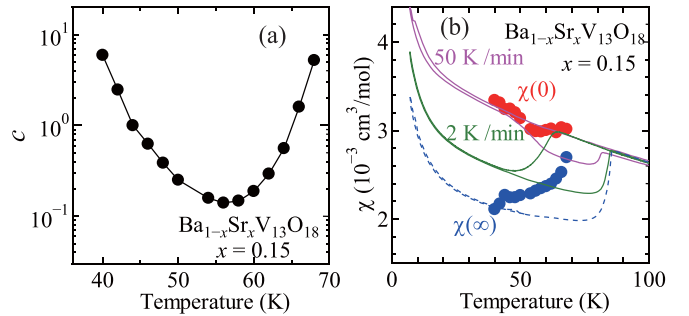 (a)
10¹
10⁰
10⁻¹
c
40 50 60 70
Temperature (K)
Ba₁₋ₓSrₓV₁₃O₁₈
x = 0.15
(b)
Ba₁₋ₓSrₓV₁₃O₁₈
x = 0.15
50 K /min
χ(0)
2 K /min
χ(∞)
4
3
2
χ (10⁻³ cm³/mol)
0 50 100
Temperature (K)